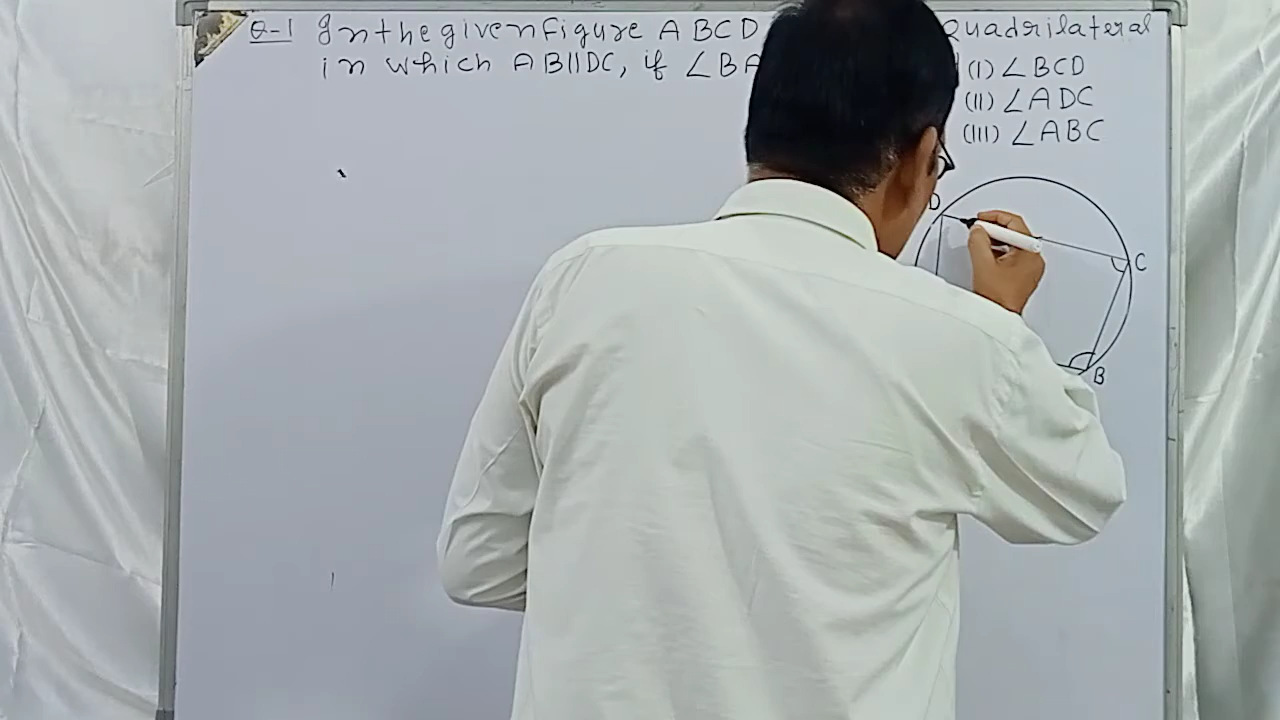 Q-1 In the given figure ABCD Quadrilateral
in which AB||DC, if ∠BA (I) ∠BCD
(II) ∠ADC
(III) ∠ABC
D
C
B